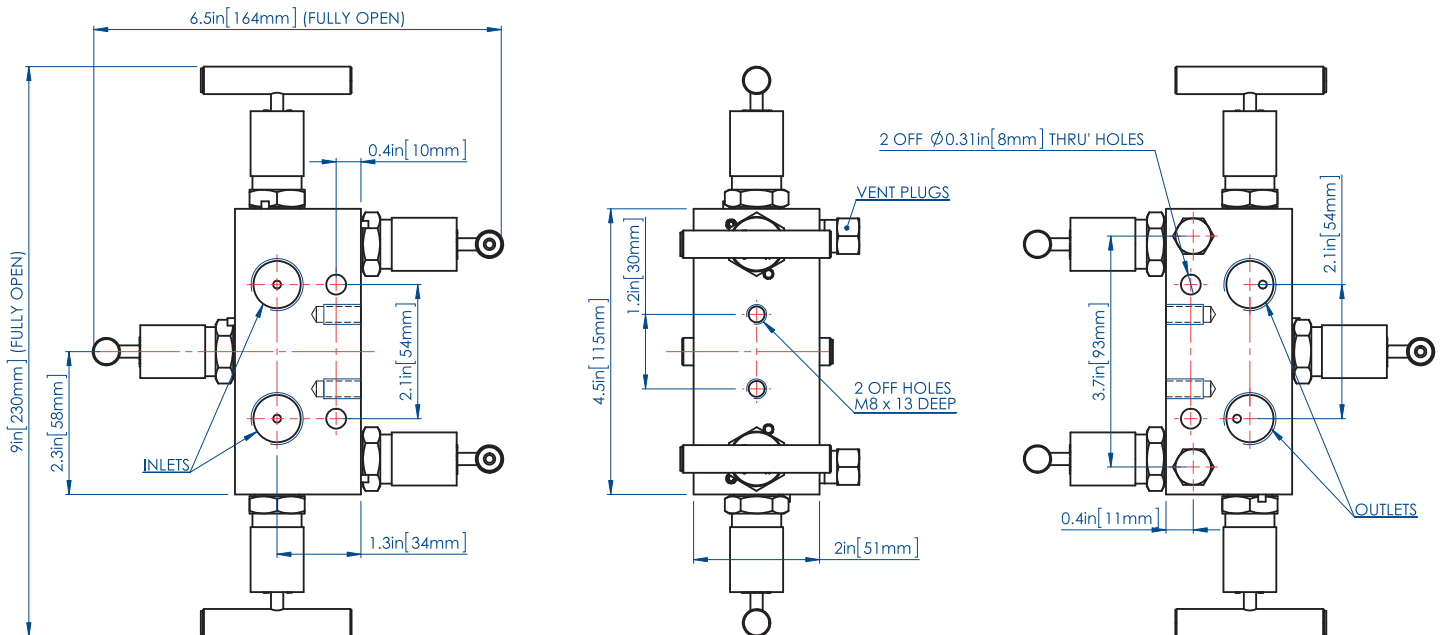 6.5in[164mm] (FULLY OPEN)
9in[230mm] (FULLY OPEN)
0.4in[10mm]
2.1in[54mm]
2.3in[58mm]
INLETS
1.3in[34mm]
VENT PLUGS
1.2in[30mm]
4.5in[115mm]
2 OFF HOLES
M8 x 13 DEEP
2in[51mm]
2 OFF Ø0.31in[8mm] THRU' HOLES
2.1in[54mm]
3.7in[93mm]
0.4in[11mm]
OUTLETS